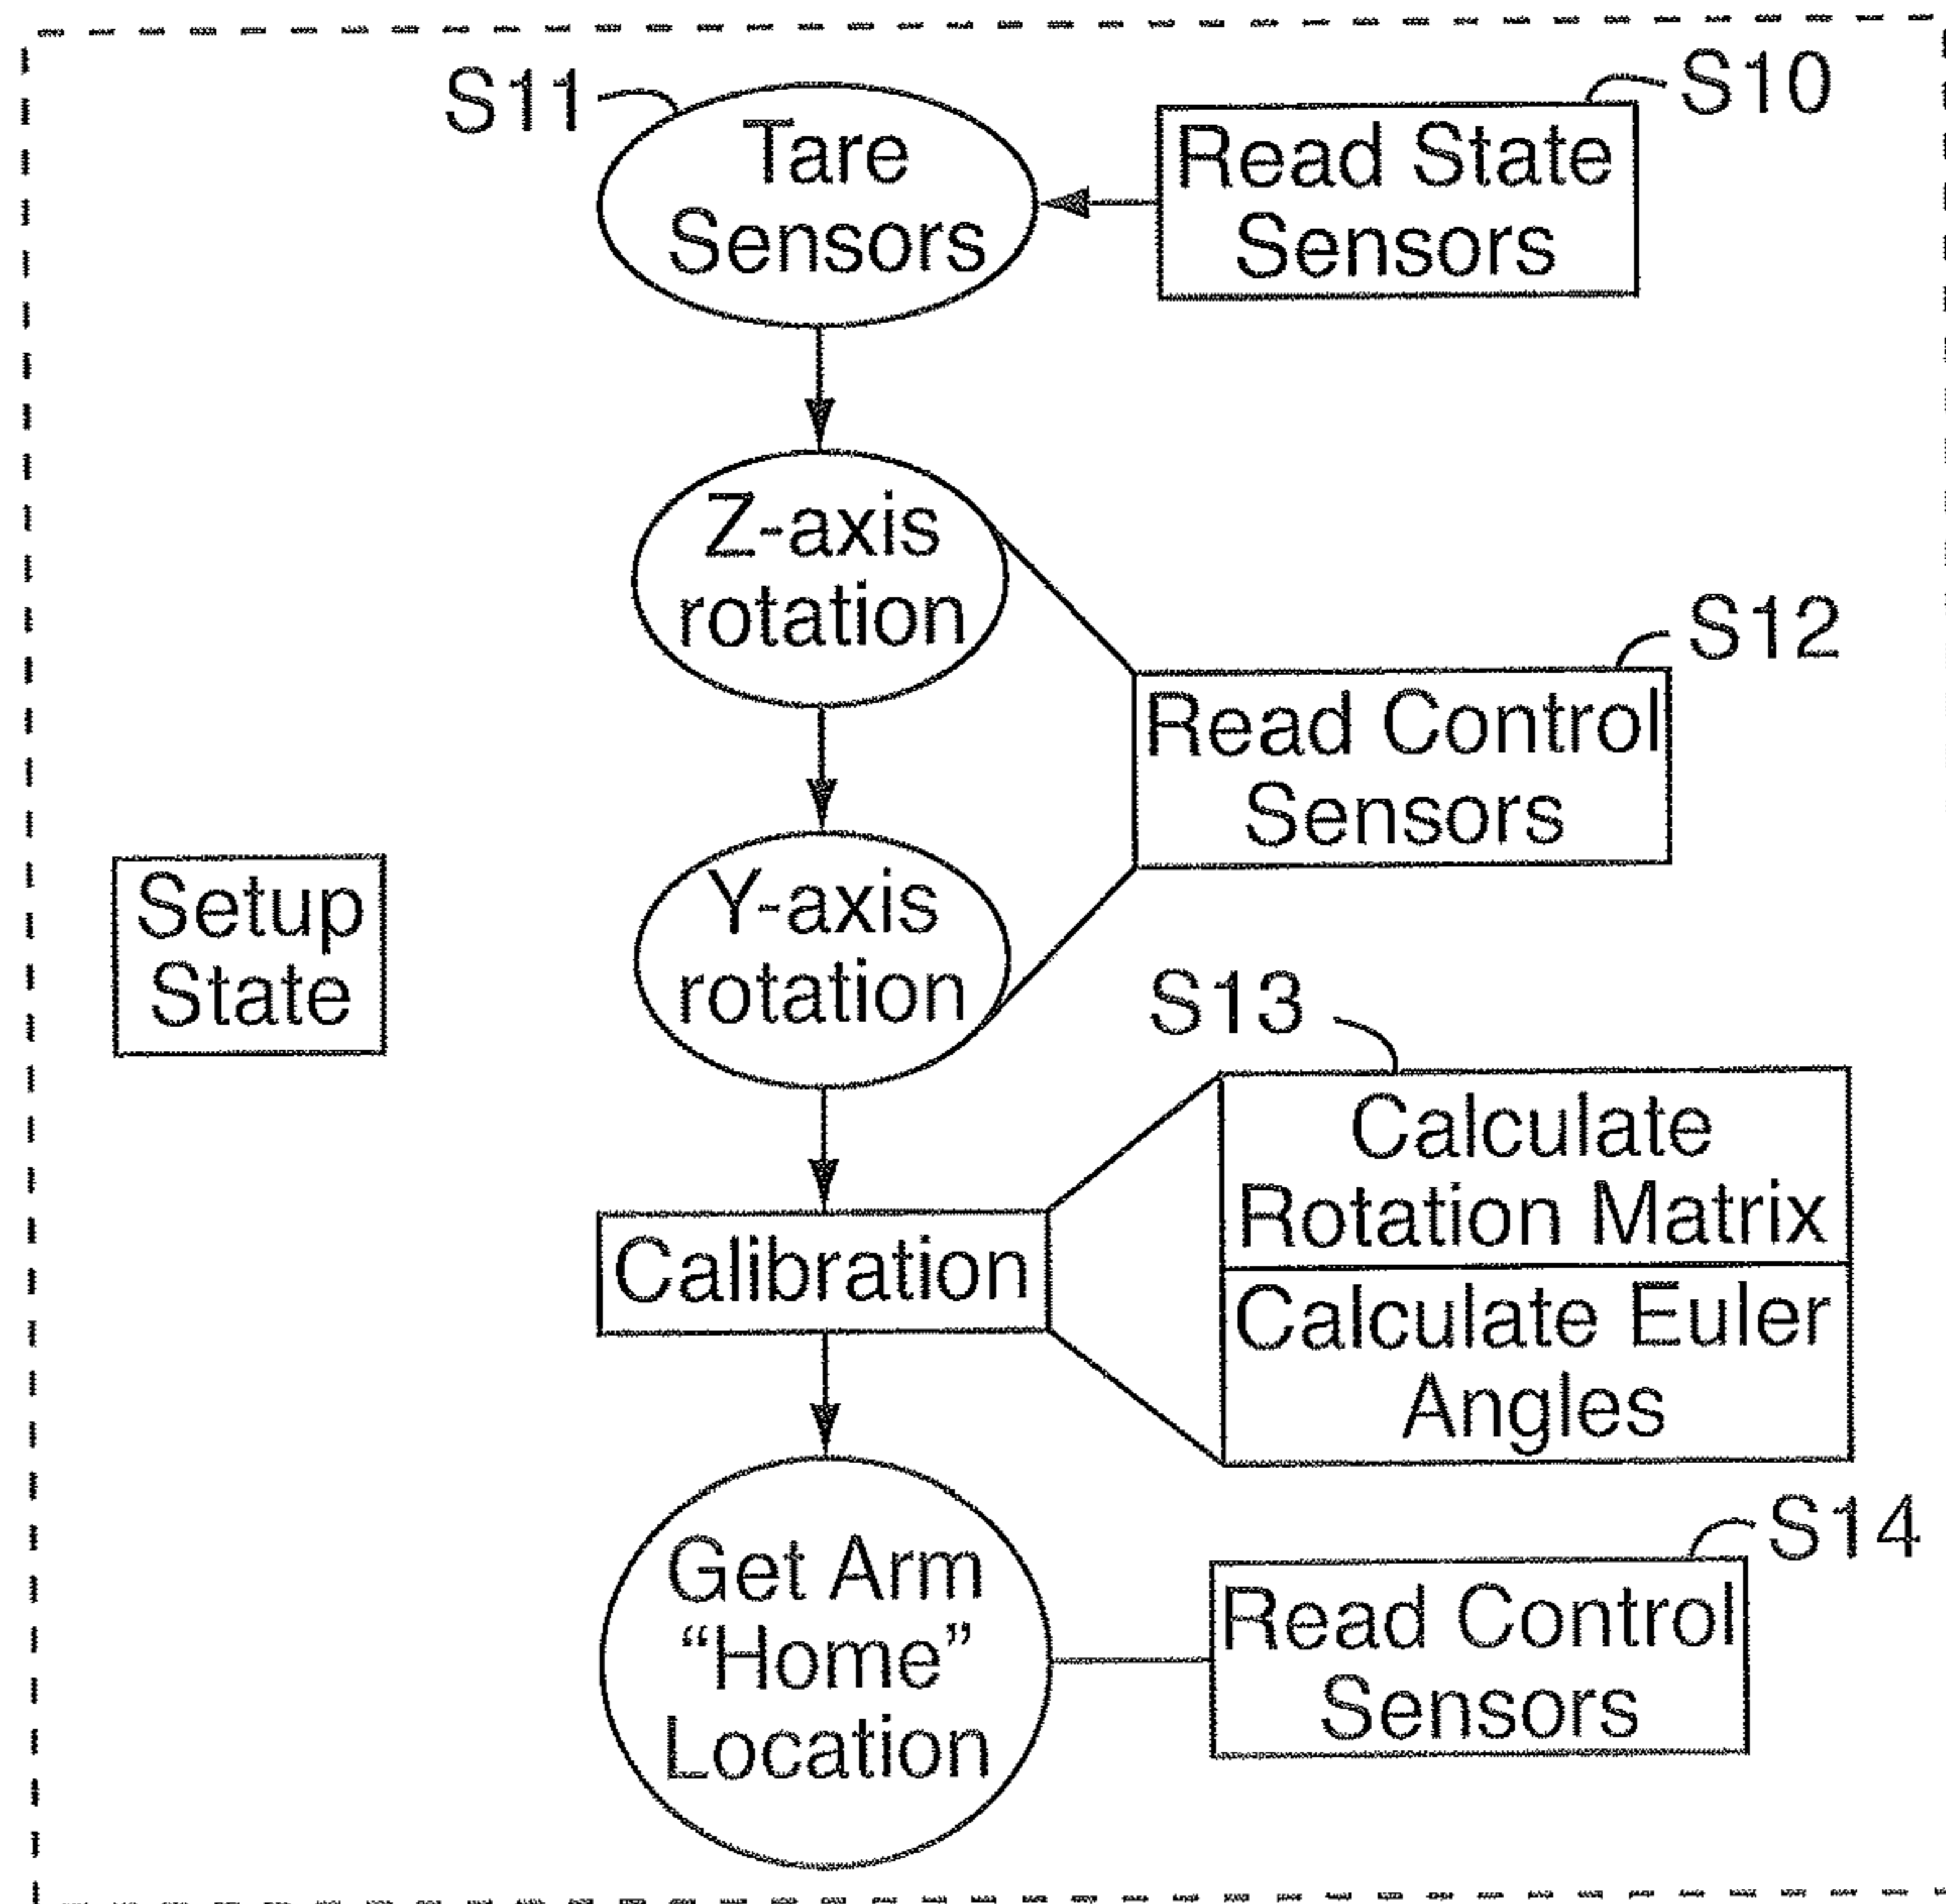 S11
Tare
Sensors
S10
Read State
Sensors
Z-axis
rotation
S12
Read Control
Sensors
Y-axis
rotation
Setup
State
S13
Calculate
Rotation Matrix
Calculate Euler
Angles
Calibration
Get Arm
“Home”
Location
S14
Read Control
Sensors